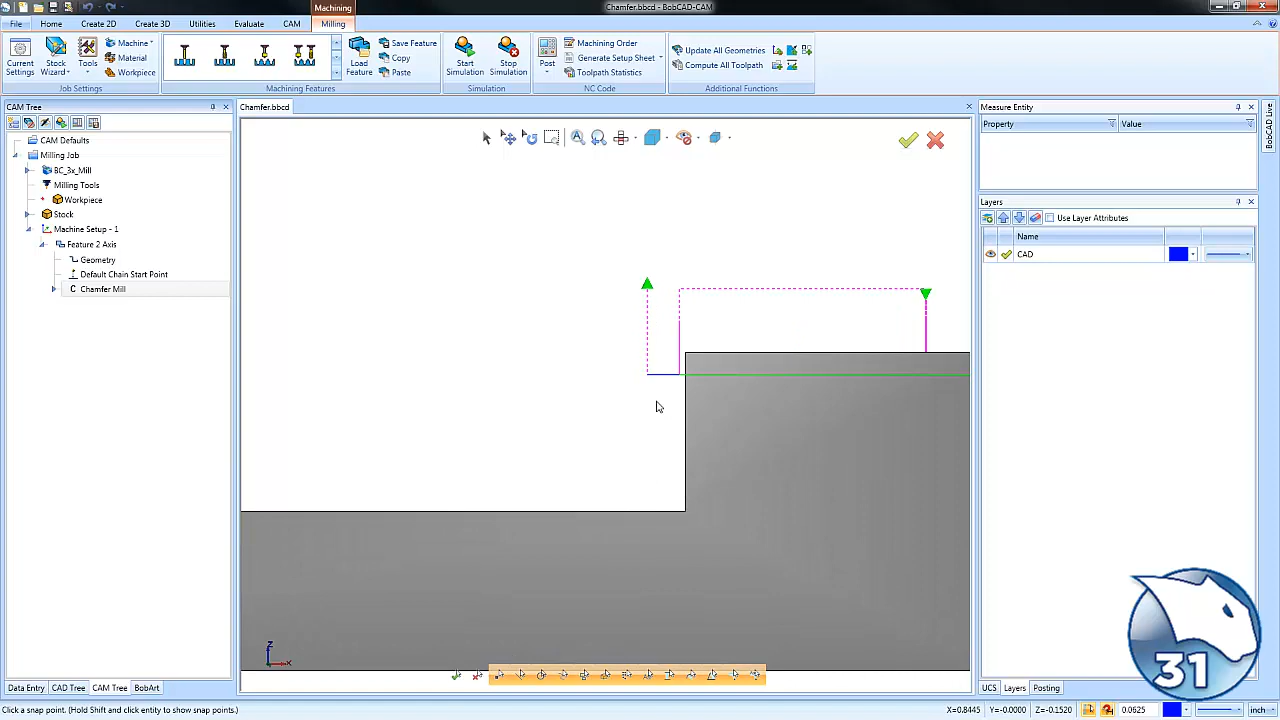 Chamfer.bbcd - BobCAD-CAM
Machining
File Home Create 2D Create 3D Utilities Evaluate CAM Milling
Current Settings
Stock Wizard
Tools
Machine
Material
Workpiece
Job Settings
Machining Features
Load Feature
Save Feature
Copy
Paste
Start Simulation
Stop Simulation
Simulation
Post
Machining Order
Generate Setup Sheet
Toolpath Statistics
NC Code
Update All Geometries
Compute All Toolpath
Additional Functions
CAM Tree
Chamfer.bbcd
CAM Defaults
Milling Job
BC_3x_Mill
Milling Tools
Workpiece
Stock
Machine Setup - 1
Feature 2 Axis
Geometry
Default Chain Start Point
C Chamfer Mill
Measure Entity
Property Value
BobCAD Live
Layers
Use Layer Attributes
Name
CAD
Z
X
31
Data Entry CAD Tree CAM Tree BobArt
UCS Layers Posting
Click a snap point. (Hold Shift and click entity to show snap points.)
X=0.8445 Y=-0.0000 Z=-0.1520 0.0625 inch